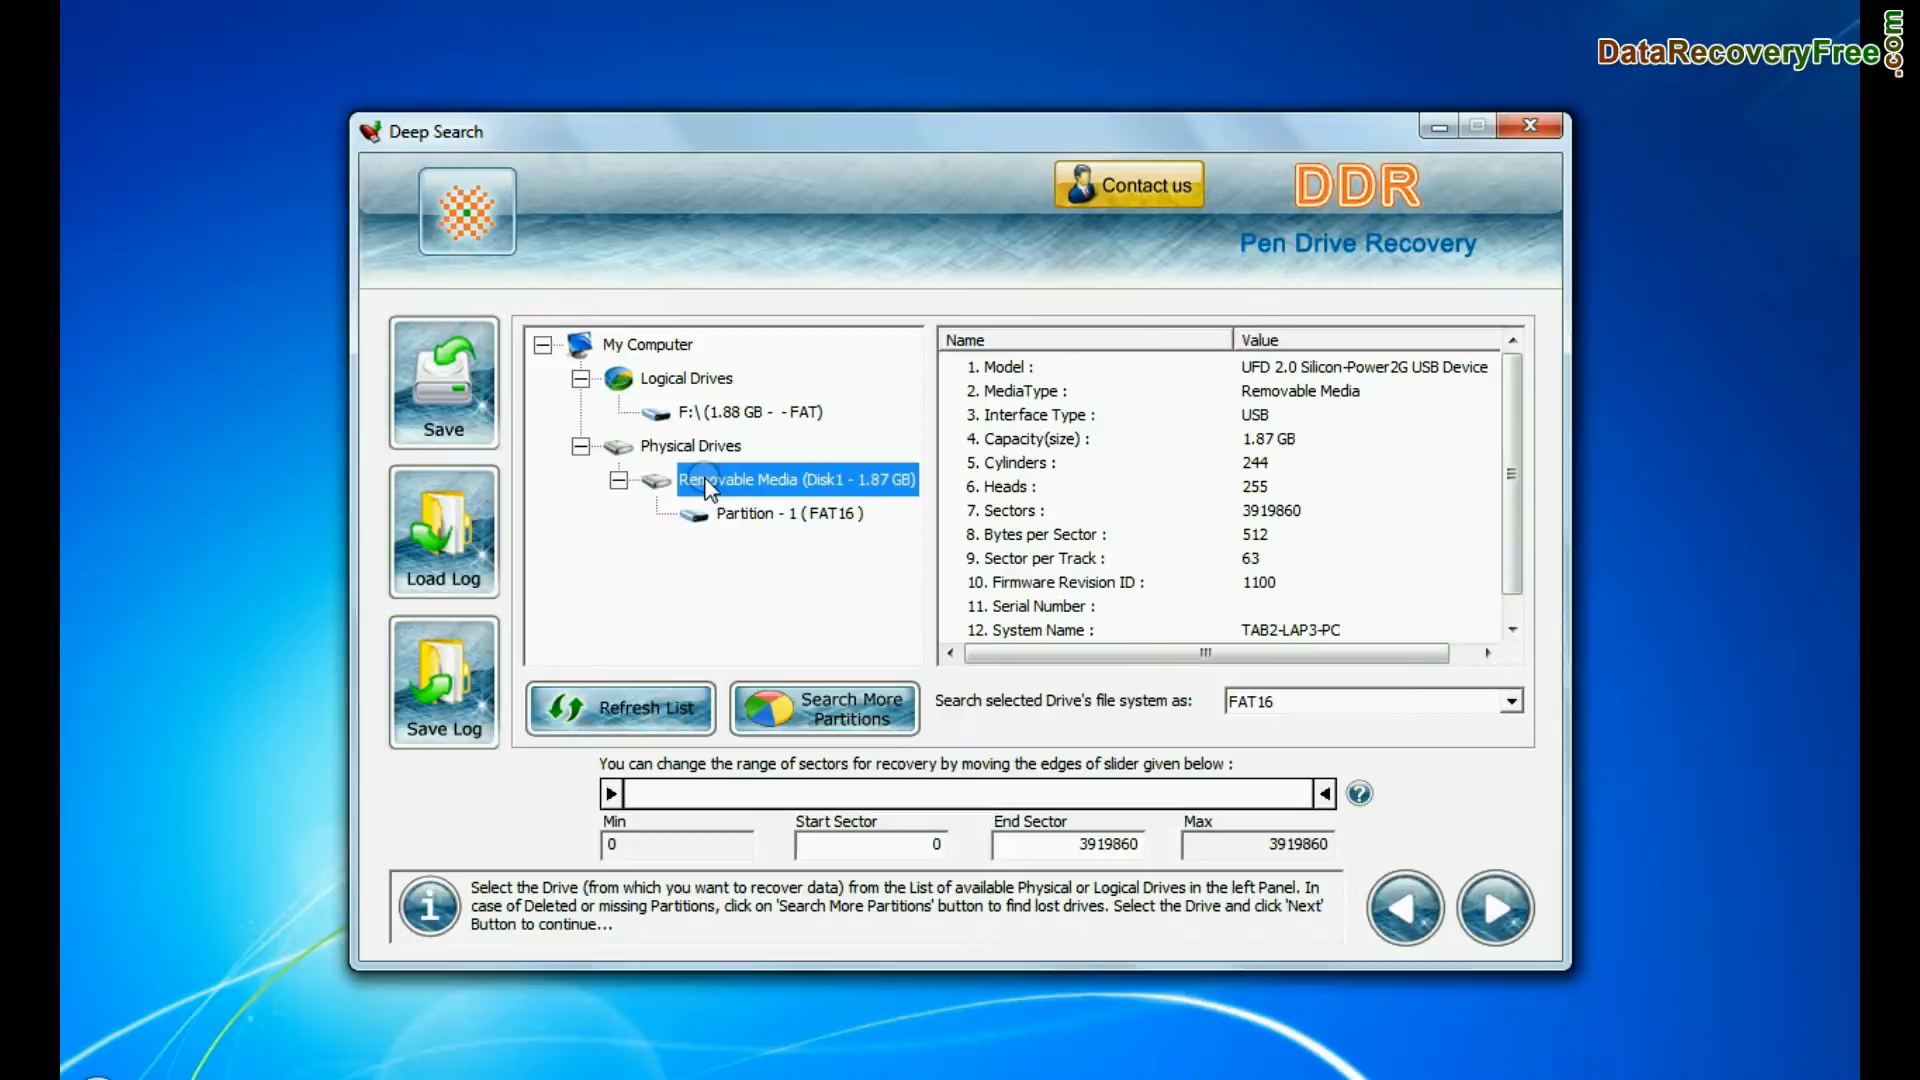 DataRecoveryFree.com
Deep Search
Contact us
DDR
Pen Drive Recovery
Save
Load Log
Save Log
My Computer
Logical Drives
F:\ (1.88 GB - - FAT)
Physical Drives
Removable Media (Disk1 - 1.87 GB)
Partition - 1 ( FAT16 )
Name Value
1. Model : UFD 2.0 Silicon-Power2G USB Device
2. MediaType : Removable Media
3. Interface Type : USB
4. Capacity(size) : 1.87 GB
5. Cylinders : 244
6. Heads : 255
7. Sectors : 3919860
8. Bytes per Sector : 512
9. Sector per Track : 63
10. Firmware Revision ID : 1100
11. Serial Number :
12. System Name : TAB2-LAP3-PC
Refresh List
Search More
Partitions
Search selected Drive's file system as: FAT16
You can change the range of sectors for recovery by moving the edges of slider given below :
Min Start Sector End Sector Max
0 0 3919860 3919860
Select the Drive (from which you want to recover data) from the List of available Physical or Logical Drives in the left Panel. In
case of Deleted or missing Partitions, click on 'Search More Partitions' button to find lost drives. Select the Drive and click 'Next'
Button to continue...